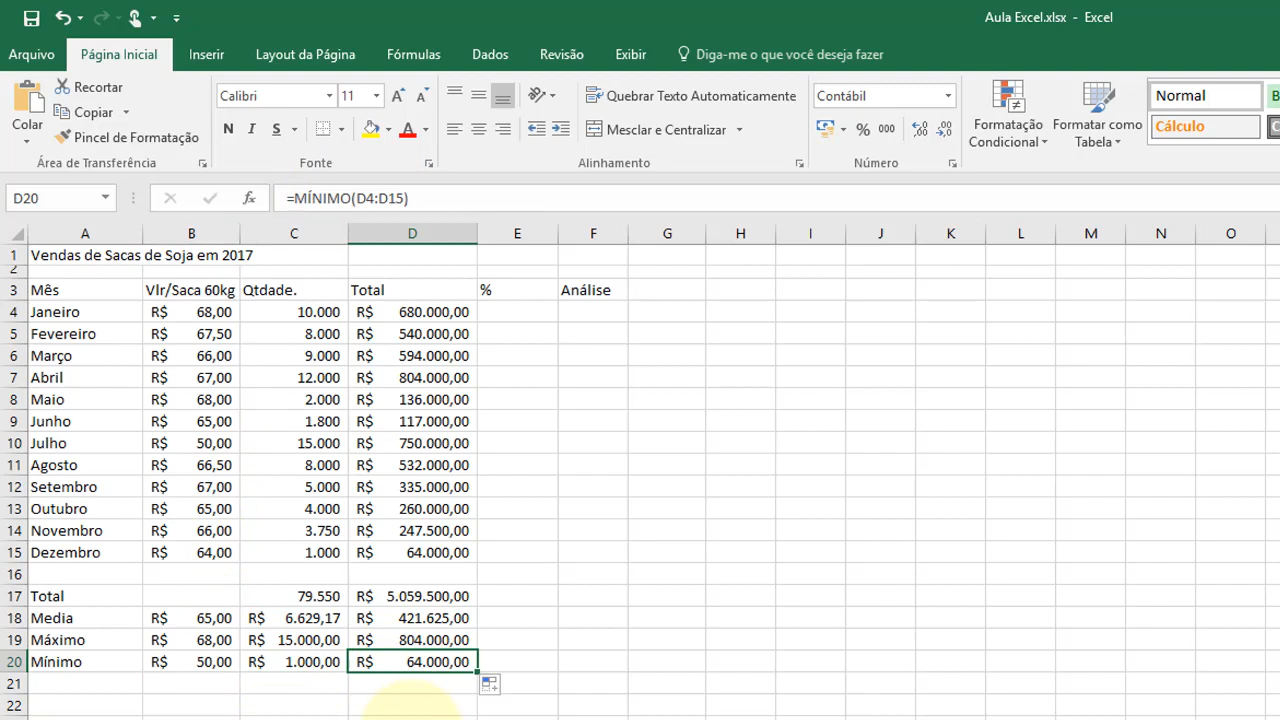 Aula Excel.xlsx - Excel
Arquivo Página Inicial Inserir Layout da Página Fórmulas Dados Revisão Exibir Diga-me o que você deseja fazer
Colar Recortar
Copiar
Pincel de Formatação
Área de Transferência
Calibri 11
N I S
Fonte
Quebrar Texto Automaticamente
Mesclar e Centralizar
Alinhamento
Contábil
% 000
Número
Formatação Condicional
Formatar como Tabela
Normal
Cálculo
D20 fx =MÍNIMO(D4:D15)
A B C D E F G H I J K L M N O
1 Vendas de Sacas de Soja em 2017
2
3 Mês Vlr/Saca 60kg Qtdade. Total % Análise
4 Janeiro R$ 68,00 10.000 R$ 680.000,00
5 Fevereiro R$ 67,50 8.000 R$ 540.000,00
6 Março R$ 66,00 9.000 R$ 594.000,00
7 Abril R$ 67,00 12.000 R$ 804.000,00
8 Maio R$ 68,00 2.000 R$ 136.000,00
9 Junho R$ 65,00 1.800 R$ 117.000,00
10 Julho R$ 50,00 15.000 R$ 750.000,00
11 Agosto R$ 66,50 8.000 R$ 532.000,00
12 Setembro R$ 67,00 5.000 R$ 335.000,00
13 Outubro R$ 65,00 4.000 R$ 260.000,00
14 Novembro R$ 66,00 3.750 R$ 247.500,00
15 Dezembro R$ 64,00 1.000 R$ 64.000,00
16
17 Total 79.550 R$ 5.059.500,00
18 Media R$ 65,00 R$ 6.629,17 R$ 421.625,00
19 Máximo R$ 68,00 R$ 15.000,00 R$ 804.000,00
20 Mínimo R$ 50,00 R$ 1.000,00 R$ 64.000,00
21
22